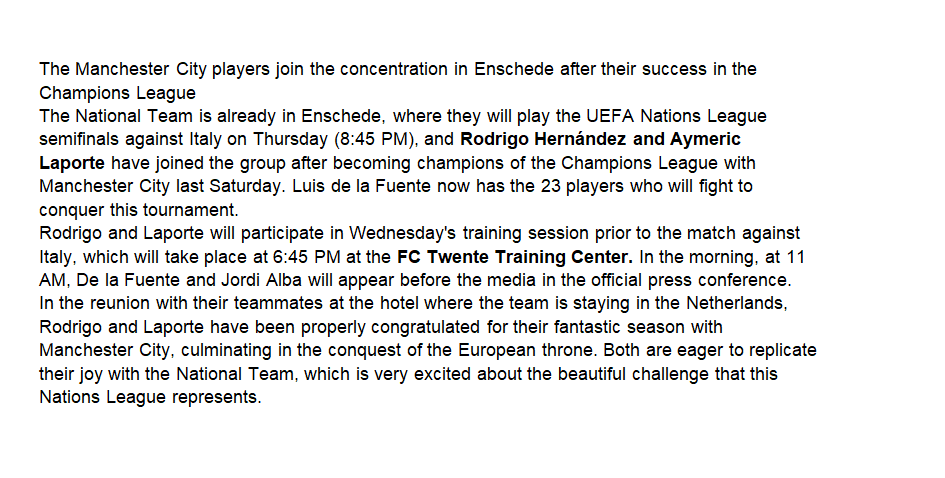 The Manchester City players join the concentration in Enschede after their success in the
Champions League
The National Team is already in Enschede, where they will play the UEFA Nations League
semifinals against Italy on Thursday (8:45 PM), and Rodrigo Hernández and Aymeric
Laporte have joined the group after becoming champions of the Champions League with
Manchester City last Saturday. Luis de la Fuente now has the 23 players who will fight to
conquer this tournament.
Rodrigo and Laporte will participate in Wednesday's training session prior to the match against
Italy, which will take place at 6:45 PM at the FC Twente Training Center. In the morning, at 11
AM, De la Fuente and Jordi Alba will appear before the media in the official press conference.
In the reunion with their teammates at the hotel where the team is staying in the Netherlands,
Rodrigo and Laporte have been properly congratulated for their fantastic season with
Manchester City, culminating in the conquest of the European throne. Both are eager to replicate
their joy with the National Team, which is very excited about the beautiful challenge that this
Nations League represents.